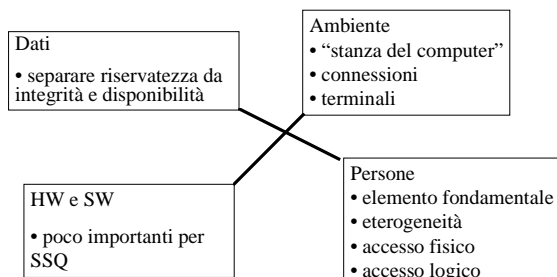 Dati
• separare riservatezza da
integrità e disponibilità
Ambiente
• “stanza del computer”
• connessioni
• terminali
HW e SW
• poco importanti per
SSQ
Persone
• elemento fondamentale
• eterogeneità
• accesso fisico
• accesso logico